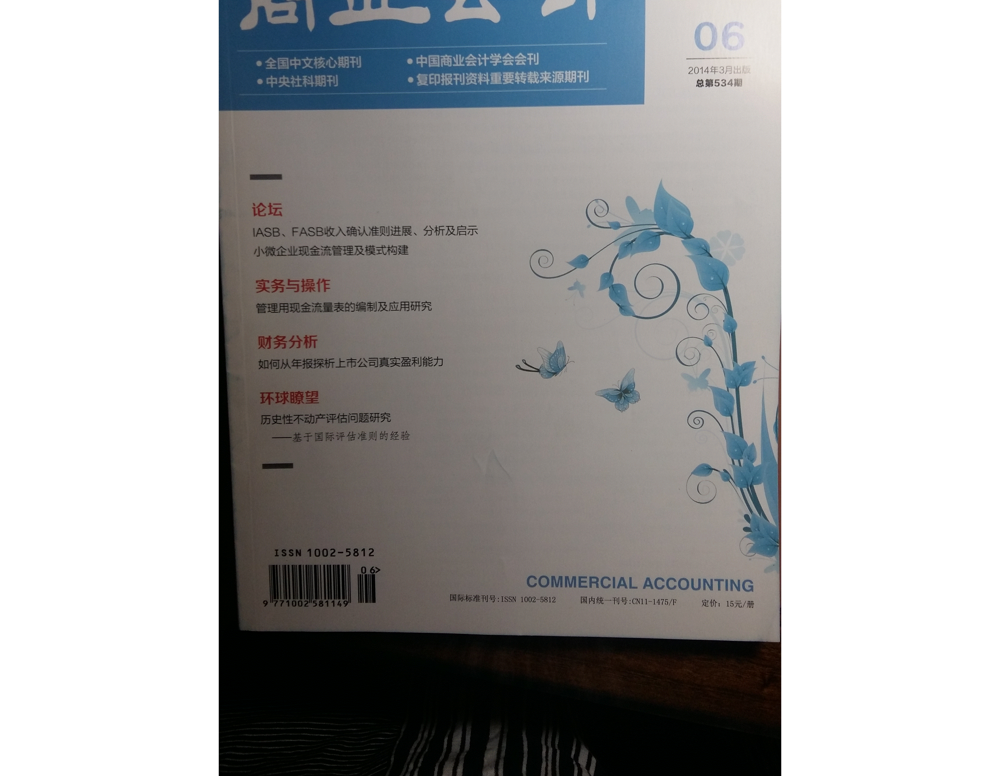 商业会计
06
2014年3月出版
总第534期
•全国中文核心期刊
•中国商业会计学会会刊
•中央社科期刊
•复印报刊资料重要转载来源期刊
论坛
IASB、FASB收入确认准则进展、分析及启示
小微企业现金流管理及模式构建
实务与操作
管理用现金流量表的编制及应用研究
财务分析
如何从年报探析上市公司真实盈利能力
环球瞭望
历史性不动产评估问题研究
——基于国际评估准则的经验
ISSN 1002-5812
06>
9 771002 581149
COMMERCIAL ACCOUNTING
国际标准刊号:ISSN 1002-5812 国内统一刊号:CN11-1475/F 定价：15元/册